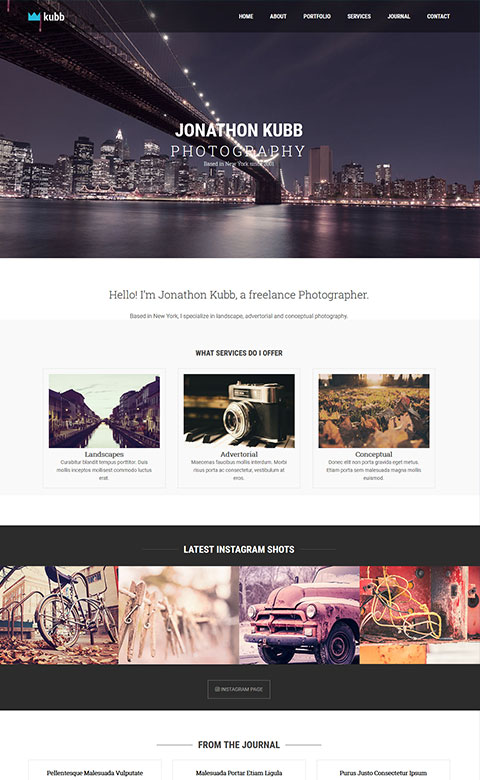 kubb
HOME ABOUT PORTFOLIO SERVICES JOURNAL CONTACT
JONATHON KUBB
PHOTOGRAPHY
Based in New York since 2001
Hello! I'm Jonathon Kubb, a freelance Photographer.
Based in New York, I specialize in landscape, advertorial and conceptual photography.
WHAT SERVICES DO I OFFER
Landscapes
Curabitur blandit tempus porttitor. Duis
mollis inceptos mollisest commodo luctus
erat.
Advertorial
Maecenas faucibus mollis interdum. Morbi
risus porta ac consectetur, vestibulum at
eros.
Conceptual
Donec elit non porta gravida eget metus.
Etiam porta sem malesuada magna mollis
euismod.
LATEST INSTAGRAM SHOTS
INSTAGRAM PAGE
FROM THE JOURNAL
Pellentesque Malesuada Vulputate
Malesuada Portar Etiam Ligula
Purus Justo Consectetur Ipsum